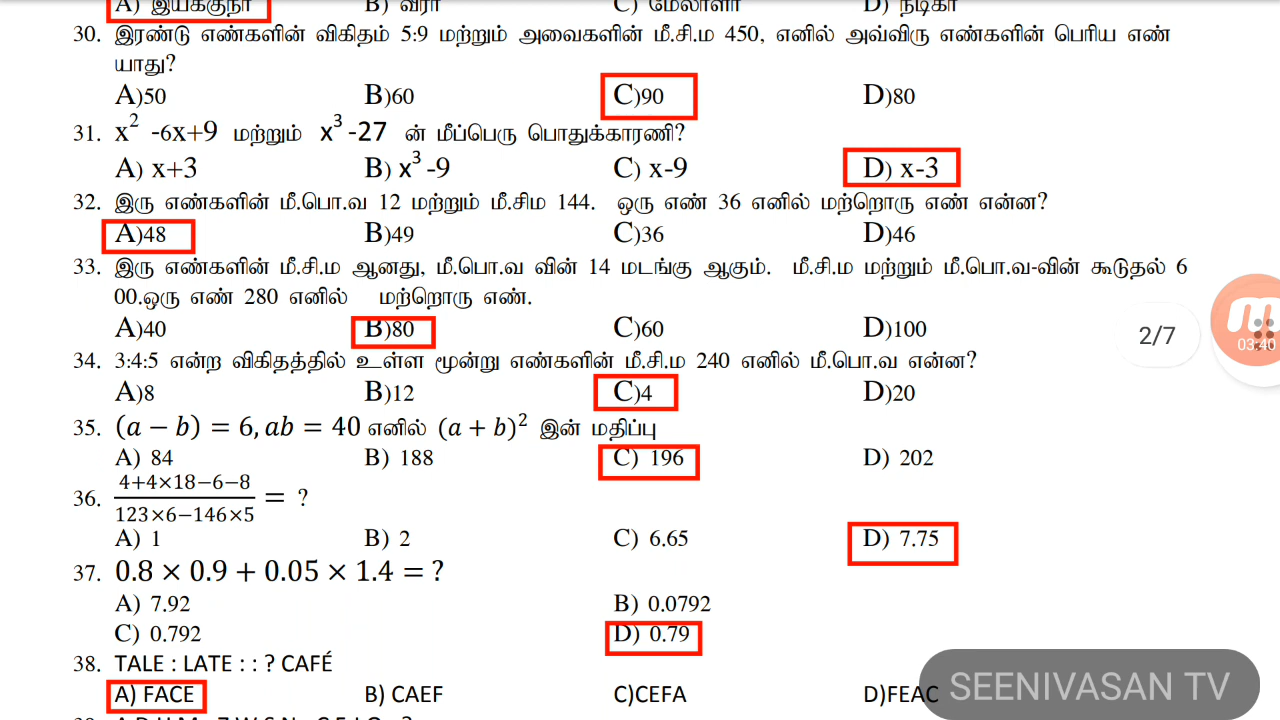 A) இயக்குநர் B) வீரர் C) மேலாளர் D) நடிகர்
30. இரண்டு எண்களின் விகிதம் 5:9 மற்றும் அவைகளின் மீ.சி.ம 450, எனில் அவ்விரு எண்களின் பெரிய எண்
யாது?
A)50 B)60 C)90 D)80
31. x² -6x+9 மற்றும் x³ -27 ன் மீப்பெரு பொதுக்காரணி?
A) x+3 B) x³ -9 C) x-9 D) x-3
32. இரு எண்களின் மீ.பொ.வ 12 மற்றும் மீ.சிம 144. ஒரு எண் 36 எனில் மற்றொரு எண் என்ன?
A)48 B)49 C)36 D)46
33. இரு எண்களின் மீ.சி.ம ஆனது, மீ.பொ.வ வின் 14 மடங்கு ஆகும். மீ.சி.ம மற்றும் மீ.பொ.வ-வின் கூடுதல் 6
00.ஒரு எண் 280 எனில் மற்றொரு எண்.
A)40 B)80 C)60 D)100
2/7
03:40
34. 3:4:5 என்ற விகிதத்தில் உள்ள மூன்று எண்களின் மீ.சி.ம 240 எனில் மீ.பொ.வ என்ன?
A)8 B)12 C)4 D)20
35. (a − b) = 6, ab = 40 எனில் (a + b)² இன் மதிப்பு
A) 84 B) 188 C) 196 D) 202
4+4×18−6−8
36. = ?
123×6−146×5
A) 1 B) 2 C) 6.65 D) 7.75
37. 0.8 × 0.9 + 0.05 × 1.4 = ?
A) 7.92 B) 0.0792
C) 0.792 D) 0.79
38. TALE : LATE : : ? CAFÉ
A) FACE B) CAEF C)CEFA D)FEAC
SEENIVASAN TV